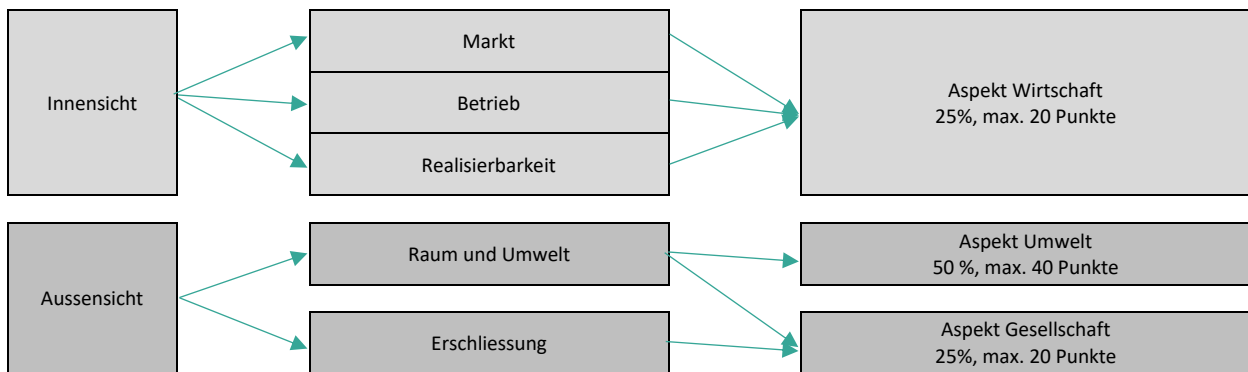 Innensicht
Markt
Betrieb
Realisierbarkeit
Aspekt Wirtschaft
25%, max. 20 Punkte
Aussensicht
Raum und Umwelt
Erschliessung
Aspekt Umwelt
50 %, max. 40 Punkte
Aspekt Gesellschaft
25%, max. 20 Punkte